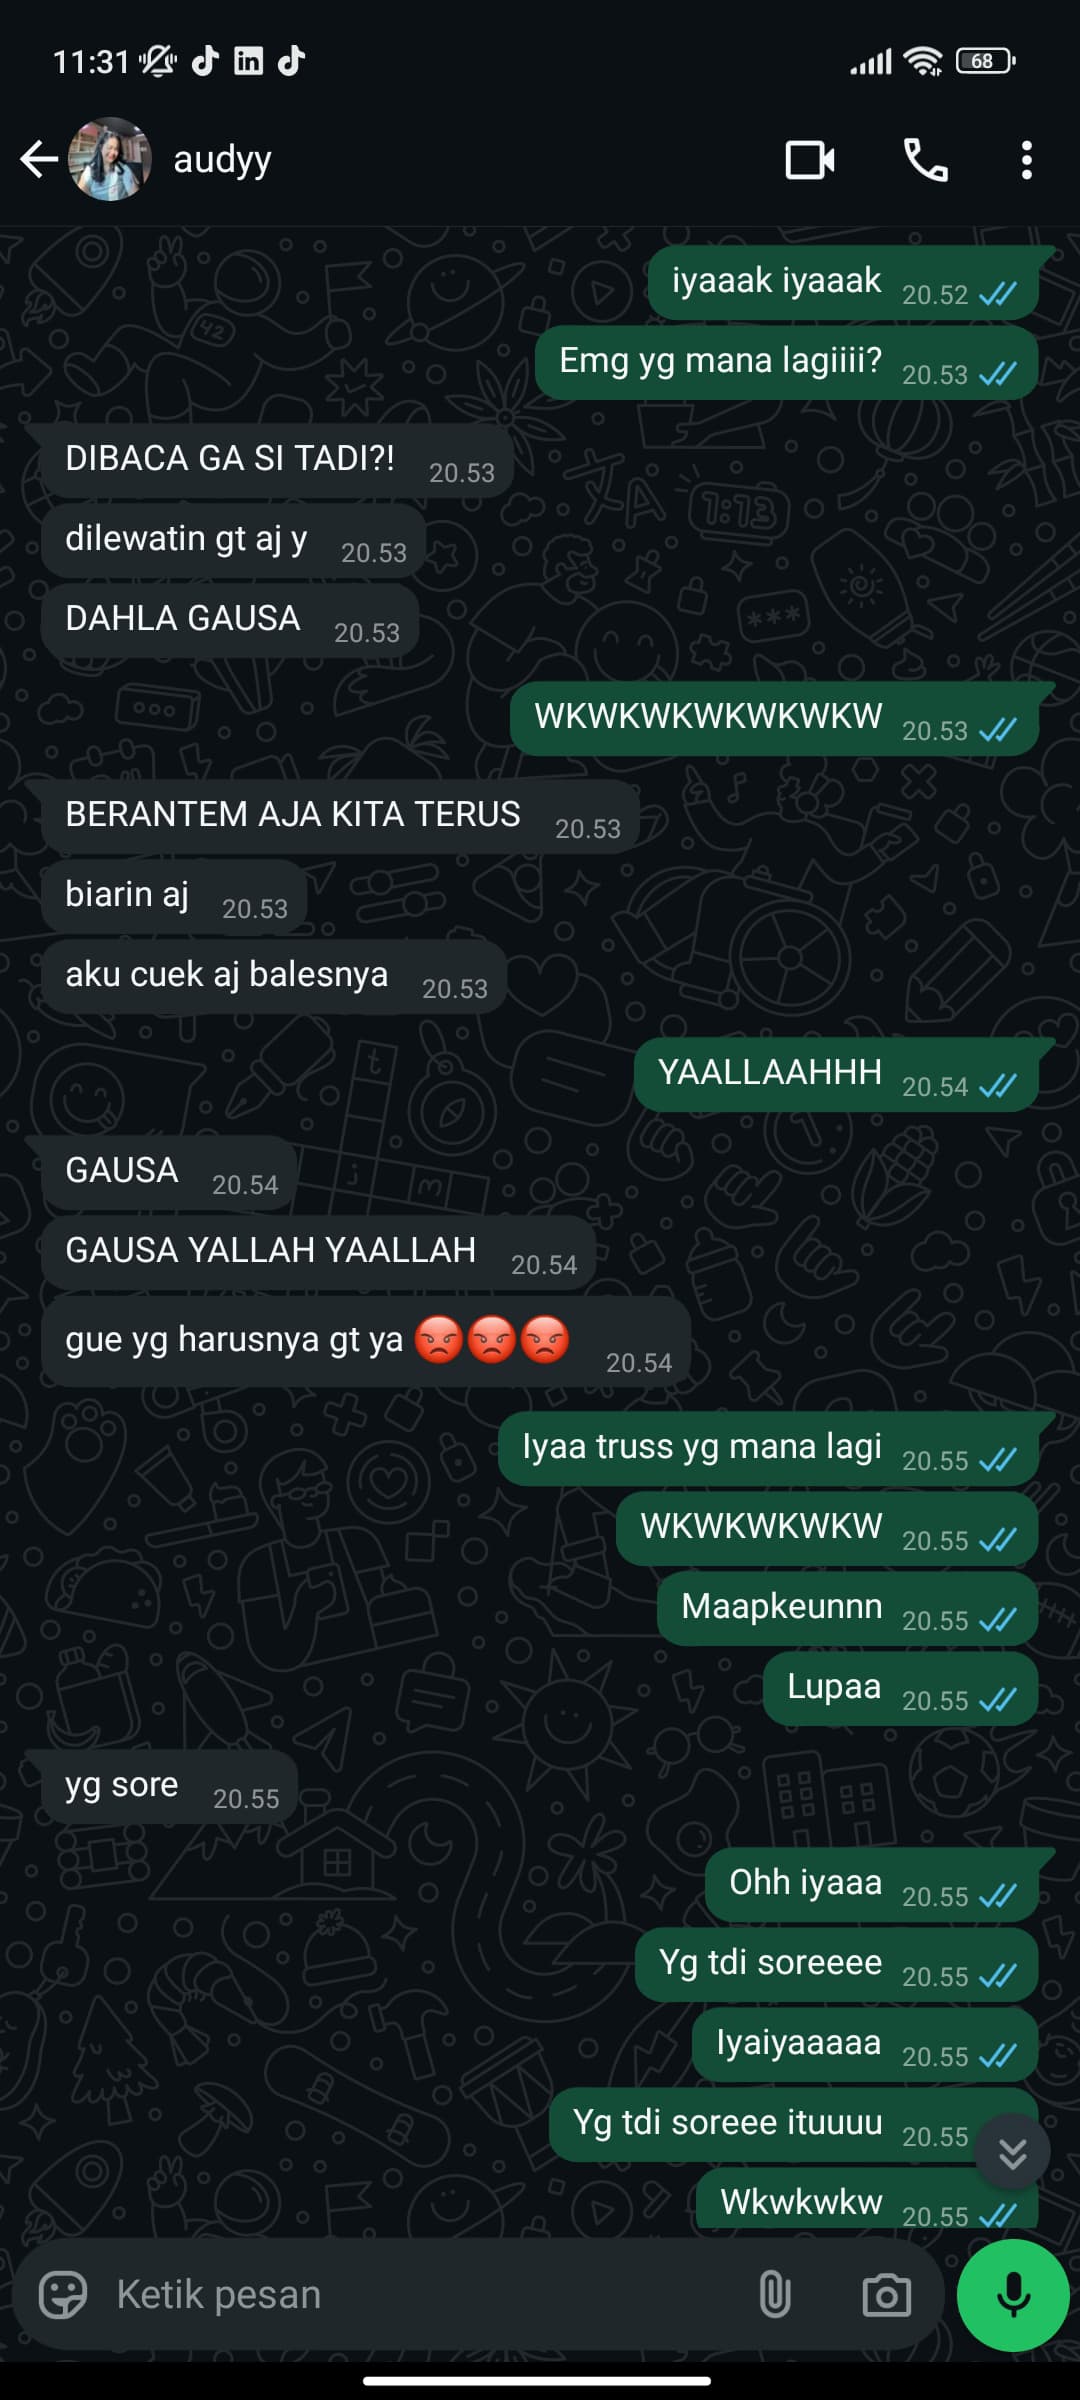 11:31
68
audyy
iyaaak iyaaak 20.52
Emg yg mana lagiiii? 20.53
DIBACA GA SI TADI?! 20.53
dilewatin gt aj y 20.53
DAHLA GAUSA 20.53
WKWKWKWKWKWKW 20.53
BERANTEM AJA KITA TERUS 20.53
biarin aj 20.53
aku cuek aj balesnya 20.53
YAALLAAHHH 20.54
GAUSA 20.54
GAUSA YALLAH YAALLAH 20.54
gue yg harusnya gt ya 😡😡😡 20.54
Iyaa truss yg mana lagi 20.55
WKWKWKWKW 20.55
Maapkeunnn 20.55
Lupaa 20.55
yg sore 20.55
Ohh iyaaa 20.55
Yg tdi soreeee 20.55
Iyaiyaaaaa 20.55
Yg tdi soreee ituuuu 20.55
Wkwkwkw 20.55
Ketik pesan